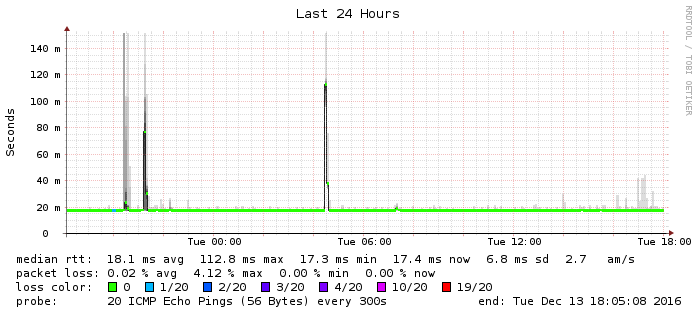 Last 24 Hours
RRDTOOL / TOBI OETIKER
Seconds
140 m
120 m
100 m
80 m
60 m
40 m
20 m
0
Tue 00:00 Tue 06:00 Tue 12:00 Tue 18:00
median rtt: 18.1 ms avg 112.8 ms max 17.3 ms min 17.4 ms now 6.8 ms sd 2.7 am/s
packet loss: 0.02 % avg 4.12 % max 0.00 % min 0.00 % now
loss color: 0 1/20 2/20 3/20 4/20 10/20 19/20
probe: 20 ICMP Echo Pings (56 Bytes) every 300s end: Tue Dec 13 18:05:08 2016